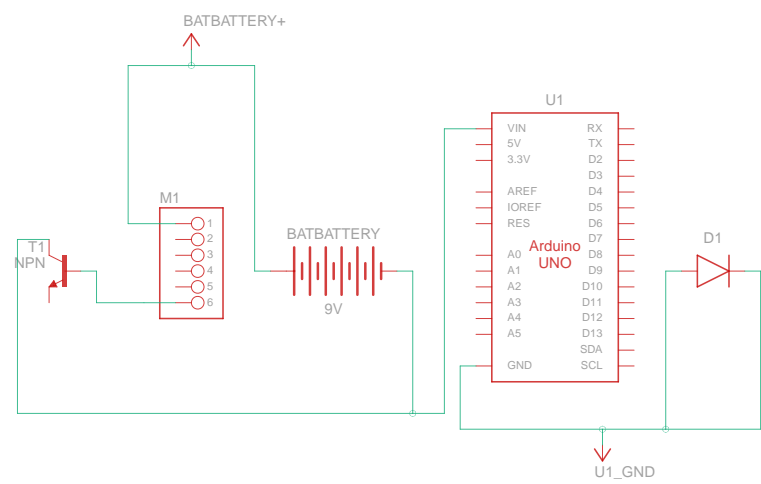 BATBATTERY+
U1
VIN RX
5V TX
3.3V D2
D3
AREF D4
IOREF D5
RES D6
D7
A0 D8
A1 D9
A2 D10
A3 D11
A4 D12
A5 D13
SDA
GND SCL
Arduino
UNO
M1
1
2
3
4
5
6
T1
NPN
BATBATTERY
9V
D1
U1_GND